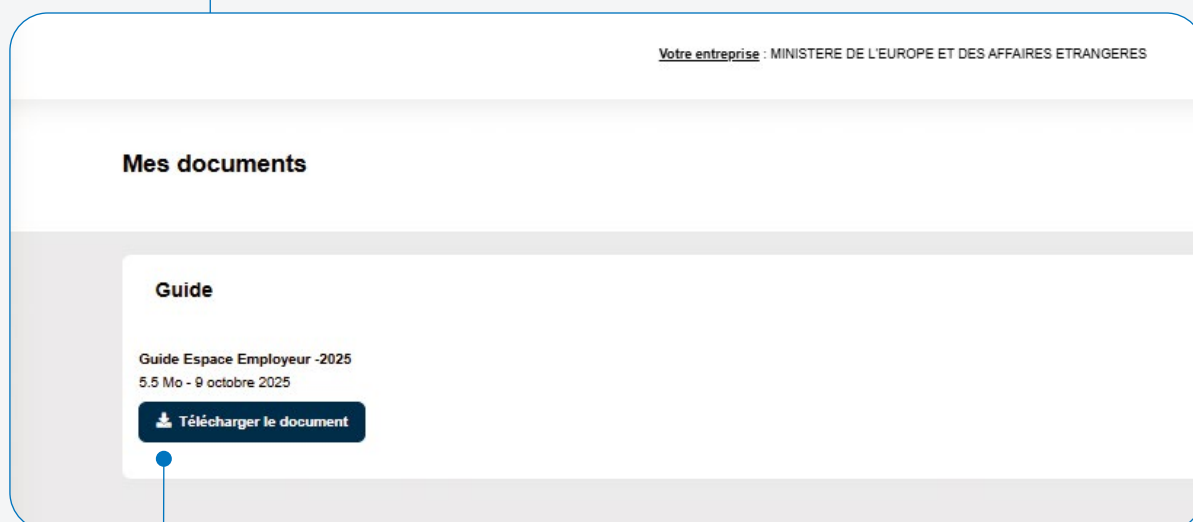 Votre entreprise : MINISTERE DE L'EUROPE ET DES AFFAIRES ETRANGERES
Mes documents
Guide
Guide Espace Employeur -2025
5.5 Mo - 9 octobre 2025
Télécharger le document